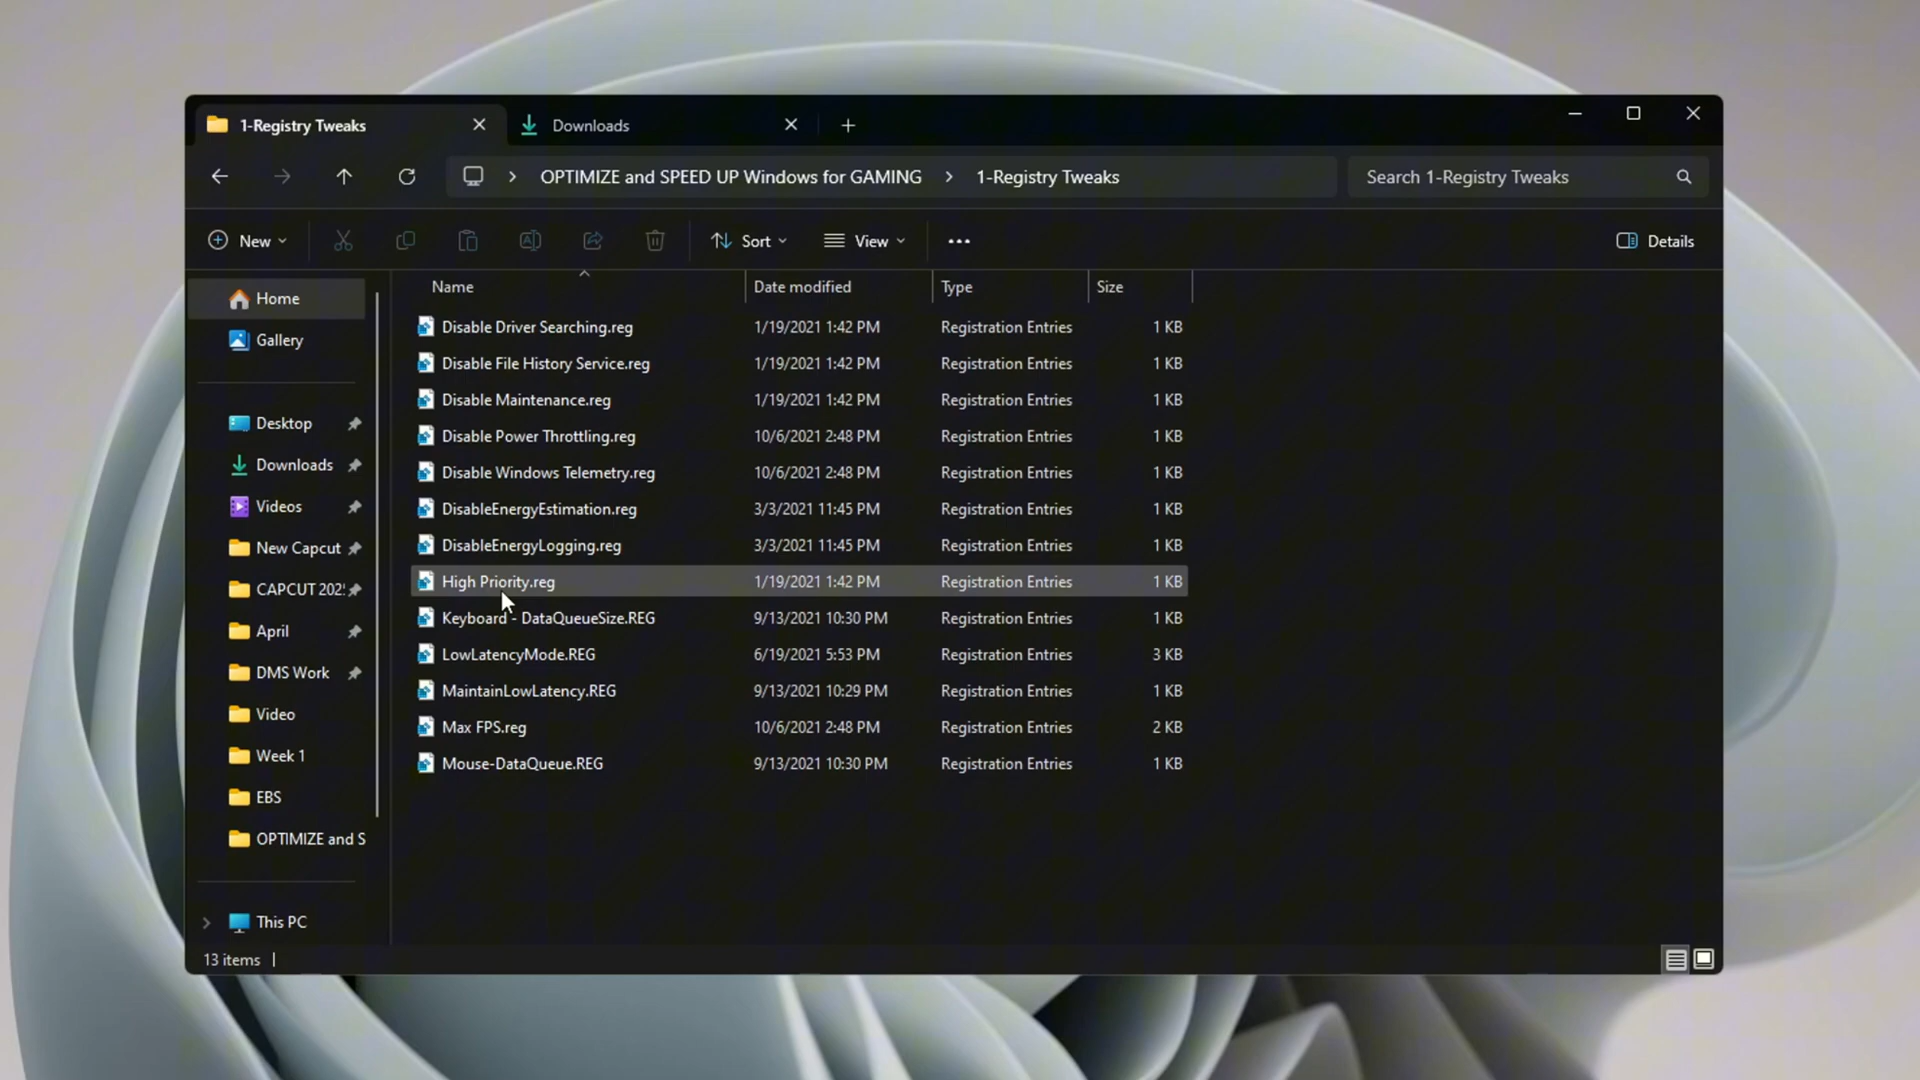 1-Registry Tweaks
Downloads
OPTIMIZE and SPEED UP Windows for GAMING
1-Registry Tweaks
Search 1-Registry Tweaks
New
Sort
View
Details
Name
Date modified
Type
Size
Home
Gallery
Desktop
Downloads
Videos
New Capcut
CAPCUT 202
April
DMS Work
Video
Week 1
EBS
OPTIMIZE and S
This PC
Disable Driver Searching.reg 1/19/2021 1:42 PM Registration Entries 1 KB
Disable File History Service.reg 1/19/2021 1:42 PM Registration Entries 1 KB
Disable Maintenance.reg 1/19/2021 1:42 PM Registration Entries 1 KB
Disable Power Throttling.reg 10/6/2021 2:48 PM Registration Entries 1 KB
Disable Windows Telemetry.reg 10/6/2021 2:48 PM Registration Entries 1 KB
DisableEnergyEstimation.reg 3/3/2021 11:45 PM Registration Entries 1 KB
DisableEnergyLogging.reg 3/3/2021 11:45 PM Registration Entries 1 KB
High Priority.reg 1/19/2021 1:42 PM Registration Entries 1 KB
Keyboard - DataQueueSize.REG 9/13/2021 10:30 PM Registration Entries 1 KB
LowLatencyMode.REG 6/19/2021 5:53 PM Registration Entries 3 KB
MaintainLowLatency.REG 9/13/2021 10:29 PM Registration Entries 1 KB
Max FPS.reg 10/6/2021 2:48 PM Registration Entries 2 KB
Mouse-DataQueue.REG 9/13/2021 10:30 PM Registration Entries 1 KB
13 items